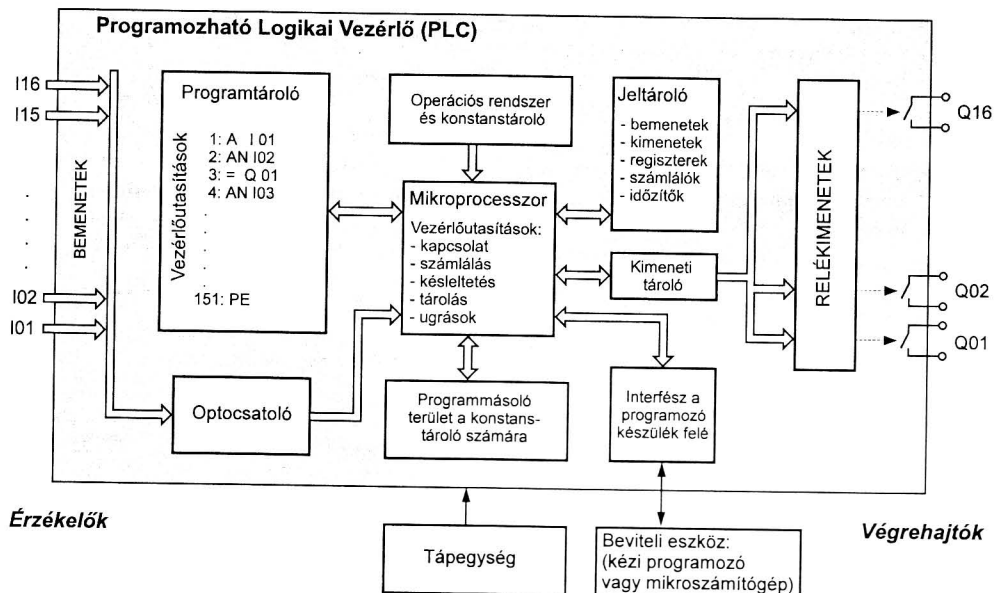 Programozható Logikai Vezérlő (PLC)
I16
I15
I02
I01
BEMENETEK
Programtároló
Vezérlőutasítások
1: A I 01
2: AN I02
3: = Q 01
4: AN I03
151: PE
Optocsatoló
Operációs rendszer
és konstanstároló
Mikroprocesszor
Vezérlőutasítások:
- kapcsolat
- számlálás
- késleltetés
- tárolás
- ugrások
Programmásoló
terület a konstans-
tároló számára
Jeltároló
- bemenetek
- kimenetek
- regiszterek
- számlálók
- időzítők
Kimeneti
tároló
Interfész a
programozó
készülék felé
RELÉKIMENETEK
Q16
Q02
Q01
Érzékelők
Tápegység
Beviteli eszköz:
(kézi programozó
vagy mikroszámítógép)
Végrehajtók